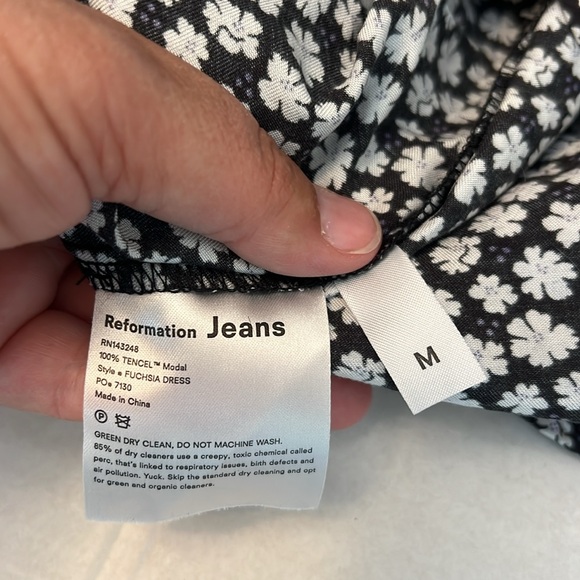 Reformation Jeans
RN143248
100% TENCEL™ Modal
Style # FUCHSIA DRESS
PO# 7130
Made in China
P
GREEN DRY CLEAN, DO NOT MACHINE WASH.
85% of dry cleaners use a creepy, toxic chemical called
perc, that's linked to respiratory issues, birth defects and
air pollution. Yuck. Skip the standard dry cleaning and opt
for green and organic cleaners.
M